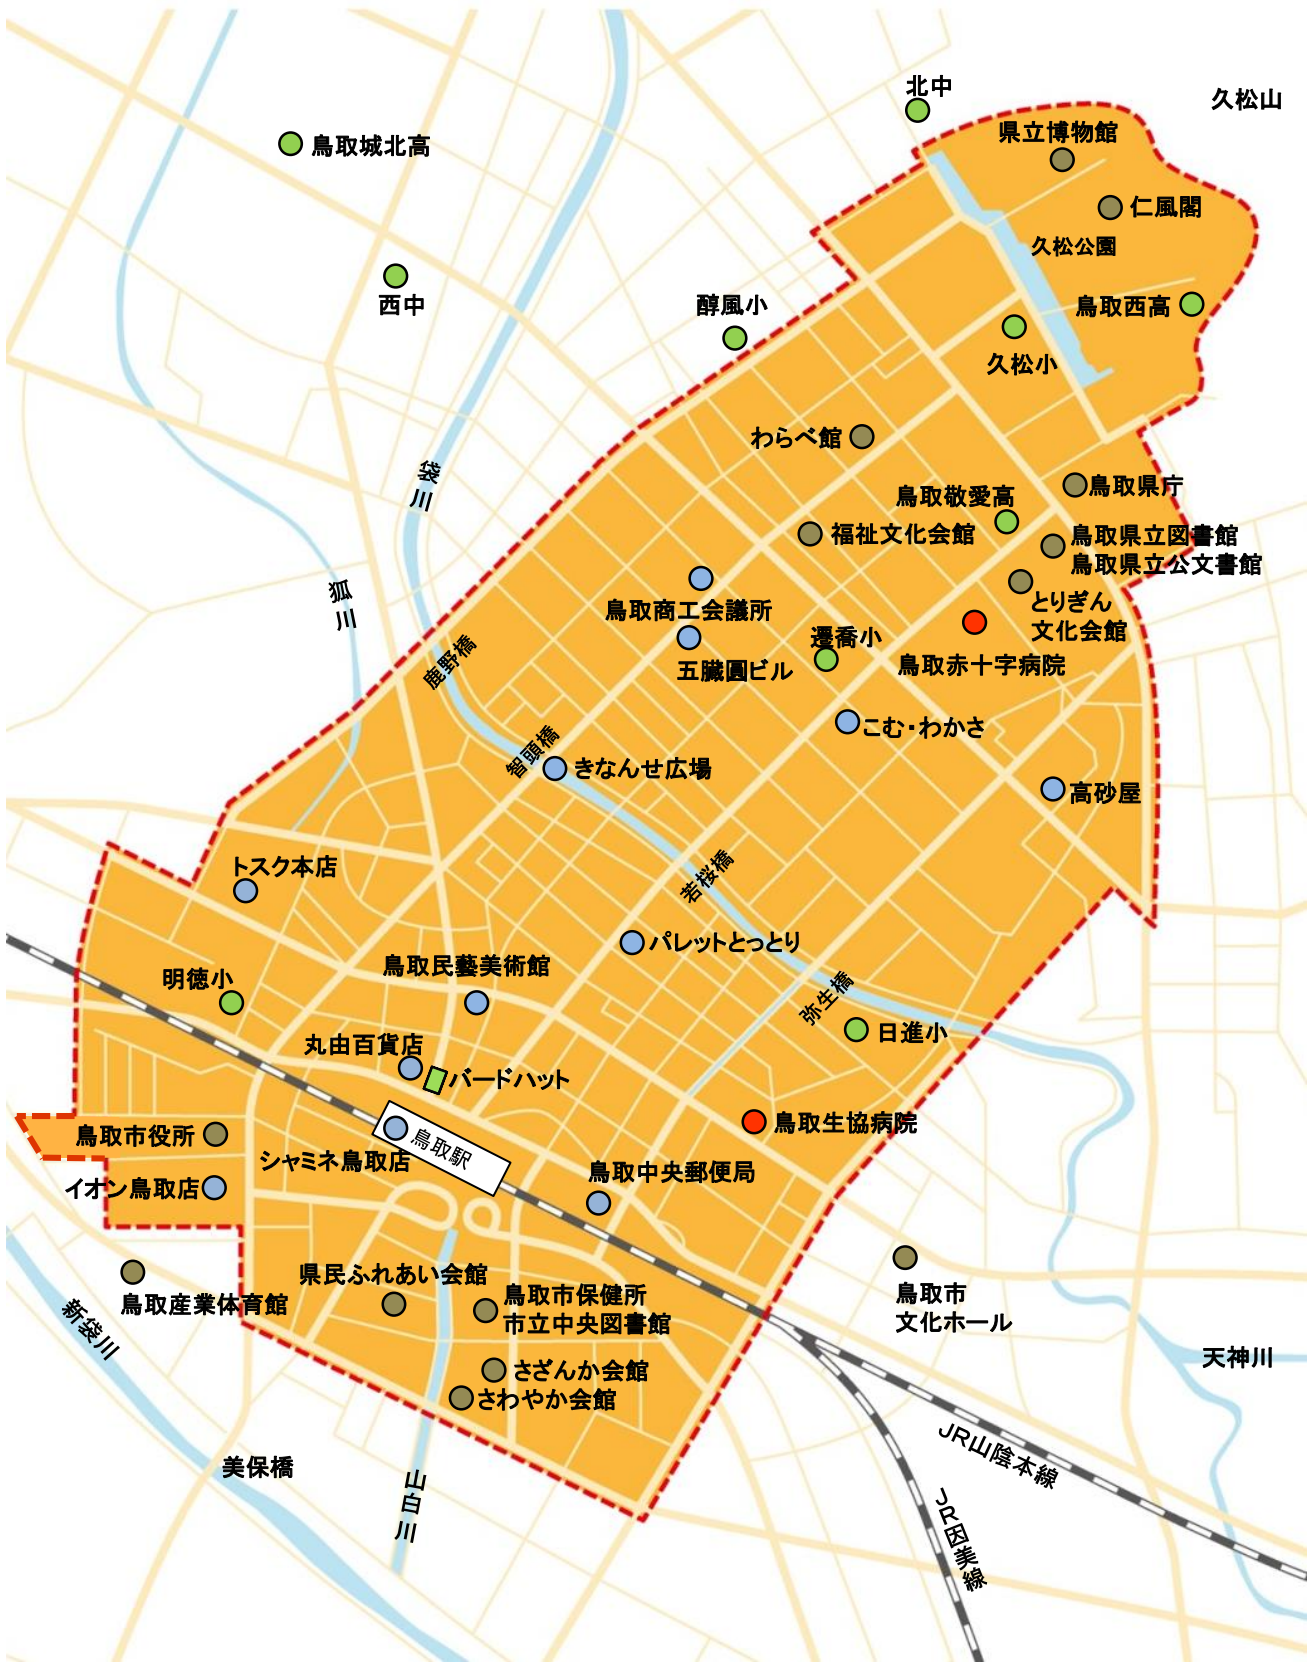 北中
久松山
県立博物館
鳥取城北高
仁風閣
久松公園
西中
醇風小
鳥取西高
久松小
わらべ館
袋川
鳥取県庁
鳥取敬愛高
福祉文化会館
鳥取県立図書館
鳥取県立公文書館
狐川
鳥取商工会議所
とりぎん
文化会館
遷喬小
鹿野橋
五臓圓ビル
鳥取赤十字病院
こむ・わかさ
智頭橋
きなんせ広場
高砂屋
トスク本店
若桜橋
パレットとっとり
鳥取民藝美術館
明徳小
弥生橋
日進小
丸由百貨店
バードハット
鳥取市役所
鳥取駅
鳥取生協病院
シャミネ鳥取店
鳥取中央郵便局
イオン鳥取店
県民ふれあい会館
鳥取産業体育館
鳥取市保健所
市立中央図書館
鳥取市
文化ホール
新袋川
天神川
さざんか会館
さわやか会館
JR山陰本線
美保橋
山白川
JR因美線